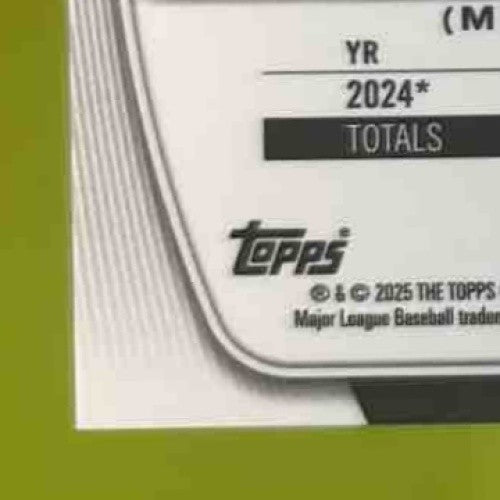 (M
YR
2024*
TOTALS
TOPPS®
® & © 2025 THE TOPPS
Major League Baseball